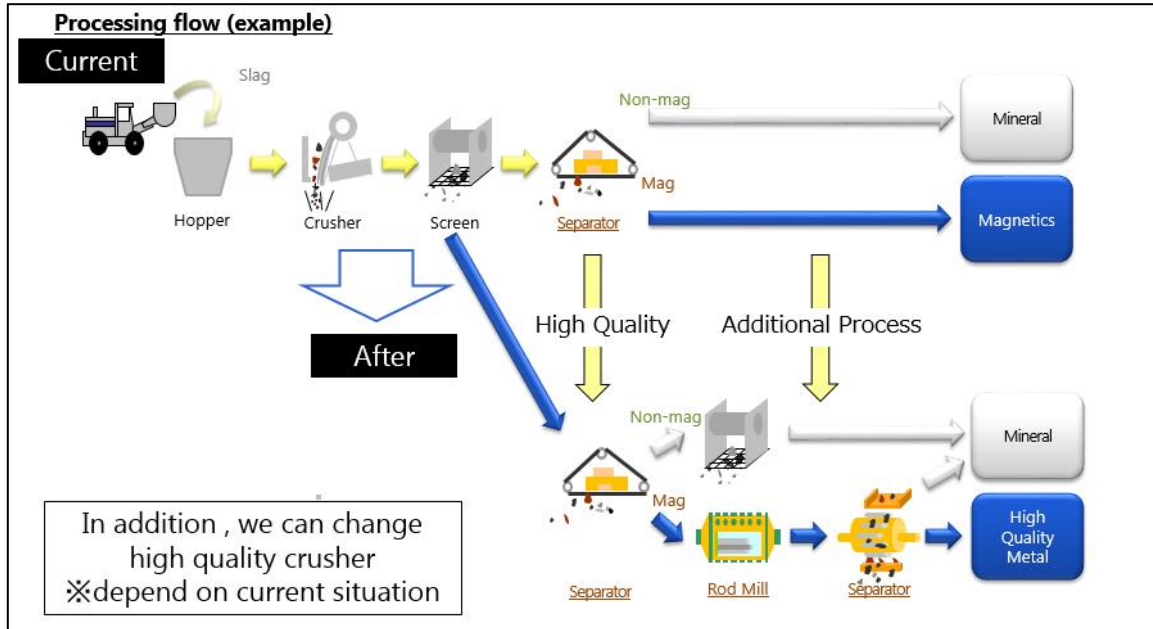 Processing flow (example)
Current
Slag
Non-mag
Mineral
Mag
Magnetics
Hopper
Crusher
Screen
Separator
High Quality
Additional Process
After
Non-mag
Mineral
Mag
High
Quality
Metal
In addition , we can change
high quality crusher
※depend on current situation
Separator
Rod Mill
Separator